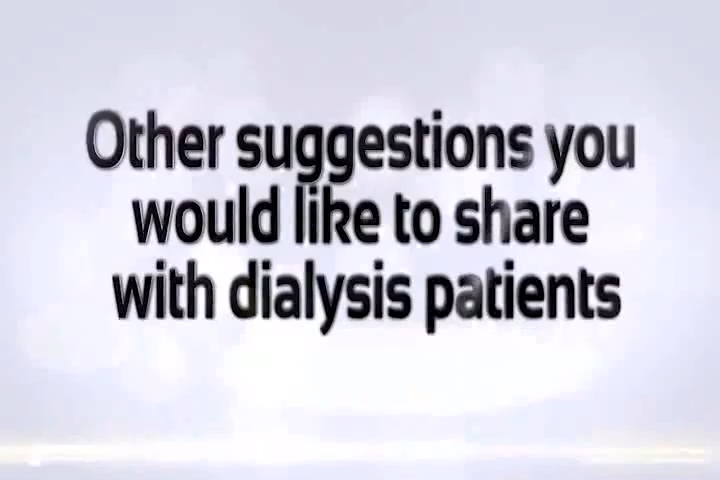 Other suggestions you
would like to share
with dialysis patients